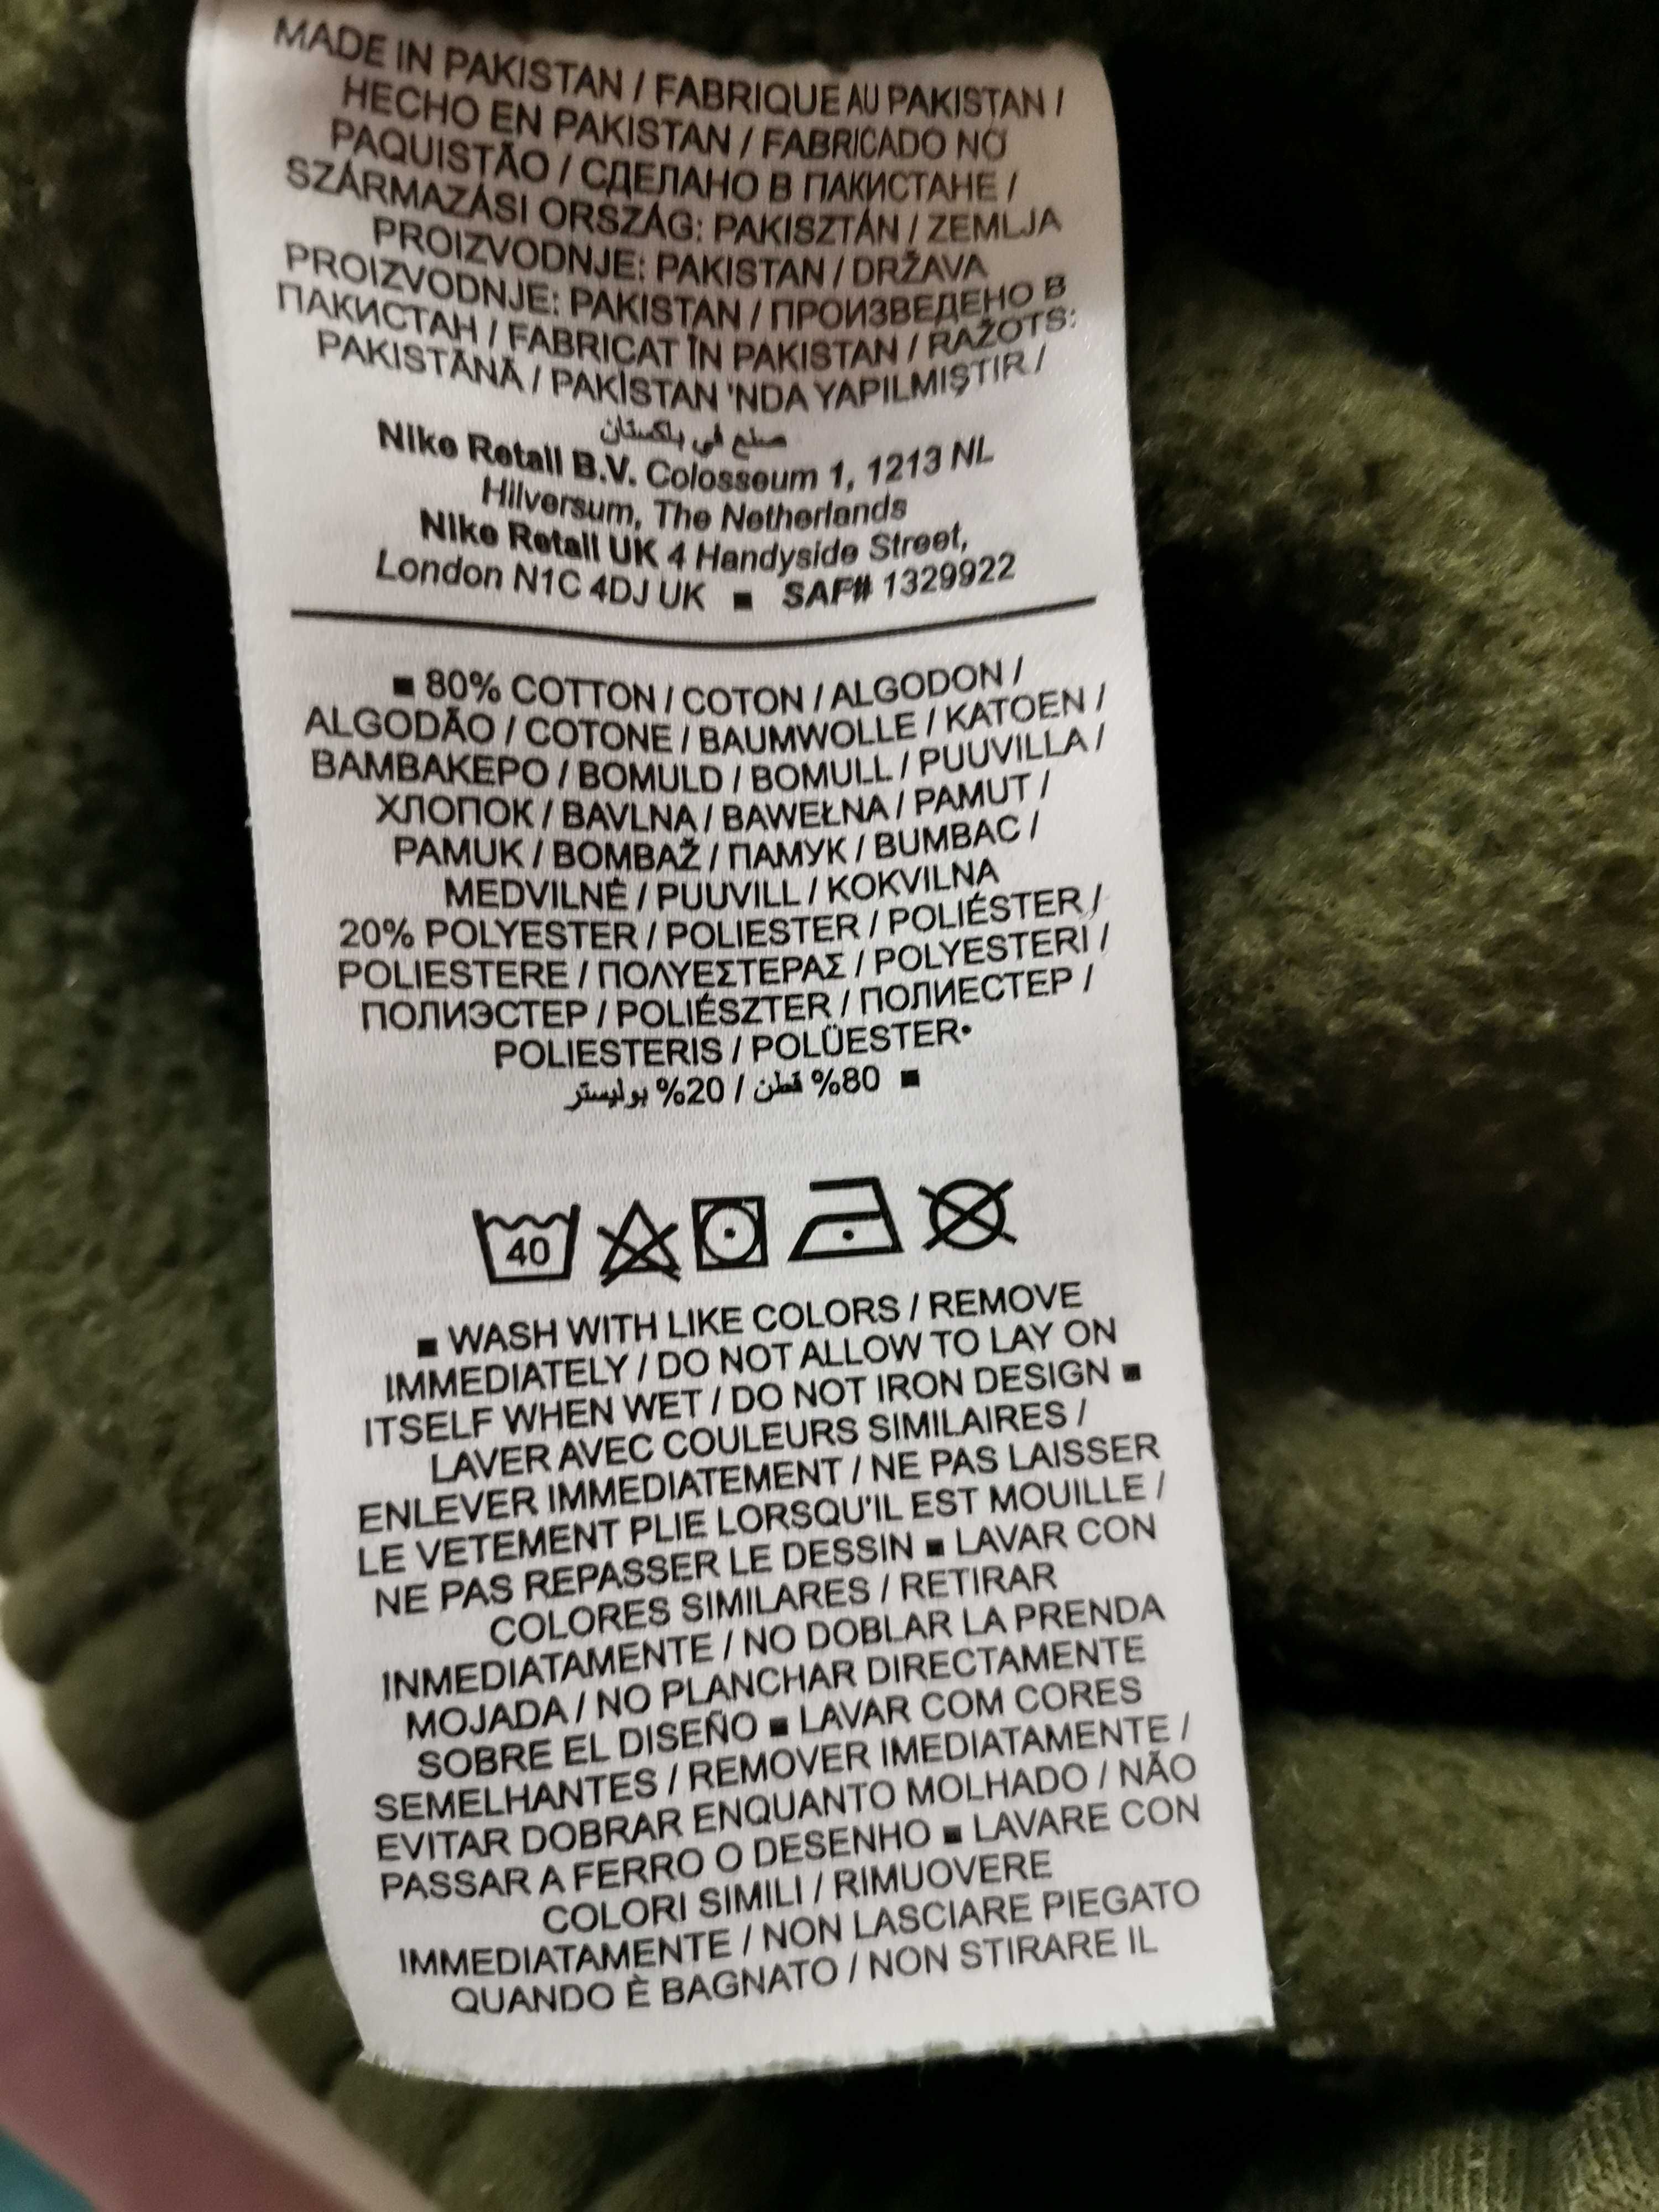 MADE IN PAKISTAN / FABRIQUE AU PAKISTAN /
HECHO EN PAKISTAN / FABRICADO NO
PAQUISTÃO / СДЕЛАНО В ПАКИСТАНЕ /
SZÁRMAZÁSI ORSZÁG: PAKISZTÁN / ZEMLJA
PROIZVODNJE: PAKISTAN / DRŽAVA
PROIZVODNJE: PAKISTAN / ПРОИЗВЕДЕНО В
ПАКИСТАН / FABRICAT ÎN PAKISTAN / RAŽOTS:
PAKISTĀNĀ / PAKİSTAN 'NDA YAPILMIŞTIR /
صنع في باكستان
Nike Retail B.V. Colosseum 1, 1213 NL
Hilversum, The Netherlands
Nike Retail UK 4 Handyside Street,
London N1C 4DJ UK ■ SAF# 1329922
■ 80% COTTON / COTON / ALGODON /
ALGODÃO / COTONE / BAUMWOLLE / KATOEN /
ΒΑΜΒΑΚΕΡΟ / BOMULD / BOMULL / PUUVILLA /
ХЛОПОК / BAVLNA / BAWEŁNA / PAMUT /
PAMUK / BOMBAŽ / ПАМУК / BUMBAC /
MEDVILNĖ / PUUVILL / KOKVILNA
20% POLYESTER / POLIESTER / POLIÉSTER /
POLIESTERE / ΠΟΛΥΕΣΤΕΡΑΣ / POLYESTERI /
ПОЛИЭСТЕР / POLIÉSZTER / ПОЛИЕСТЕР /
POLIESTERIS / POLÜESTER•
■ 80% قطن / 20% بوليستر
40
■ WASH WITH LIKE COLORS / REMOVE
IMMEDIATELY / DO NOT ALLOW TO LAY ON
ITSELF WHEN WET / DO NOT IRON DESIGN ■
LAVER AVEC COULEURS SIMILAIRES /
ENLEVER IMMEDIATEMENT / NE PAS LAISSER
LE VETEMENT PLIE LORSQU'IL EST MOUILLE /
NE PAS REPASSER LE DESSIN ■ LAVAR CON
COLORES SIMILARES / RETIRAR
INMEDIATAMENTE / NO DOBLAR LA PRENDA
MOJADA / NO PLANCHAR DIRECTAMENTE
SOBRE EL DISEÑO ■ LAVAR COM CORES
SEMELHANTES / REMOVER IMEDIATAMENTE /
EVITAR DOBRAR ENQUANTO MOLHADO / NÃO
PASSAR A FERRO O DESENHO ■ LAVARE CON
COLORI SIMILI / RIMUOVERE
IMMEDIATAMENTE / NON LASCIARE PIEGATO
QUANDO È BAGNATO / NON STIRARE IL